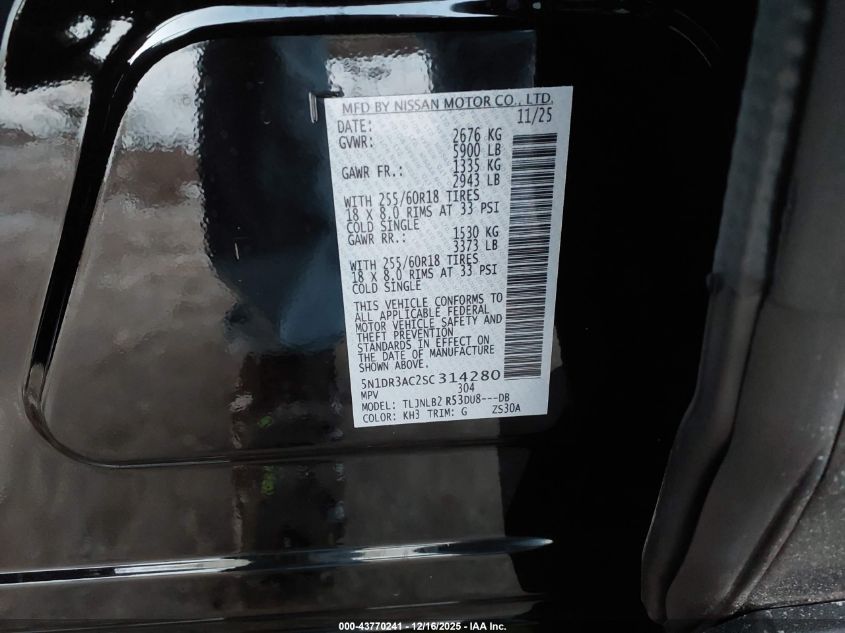 MFD BY NISSAN MOTOR CO., LTD.
DATE: 11/25
GVWR: 2676 KG
5900 LB
GAWR FR.: 1335 KG
2943 LB
WITH 255/60R18 TIRES
18 X 8.0 RIMS AT 33 PSI
COLD SINGLE
GAWR RR.: 1530 KG
3373 LB
WITH 255/60R18 TIRES
18 X 8.0 RIMS AT 33 PSI
COLD SINGLE
THIS VEHICLE CONFORMS TO
ALL APPLICABLE FEDERAL
MOTOR VEHICLE SAFETY AND
THEFT PREVENTION
STANDARDS IN EFFECT ON
THE DATE OF MANUFACTURE
SHOWN ABOVE.
5N1DR3AC2SC314280
MPV 304
MODEL: TLJNLB2 R53DU8---DB
COLOR: KH3 TRIM: G ZS30A
000-43770241 - 12/16/2025 - IAA Inc.